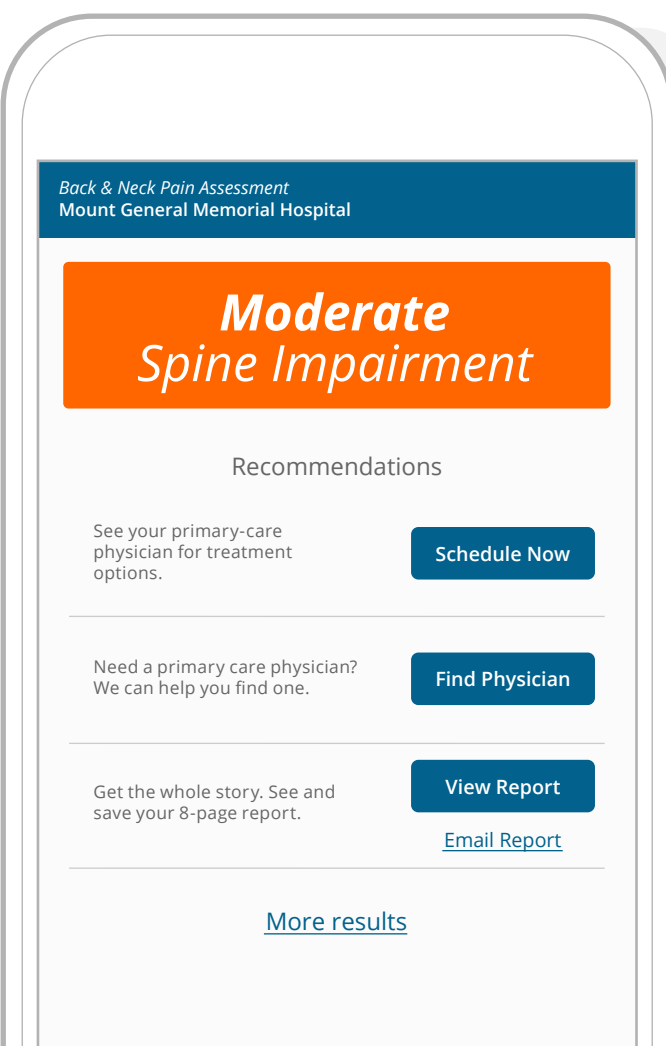 Back & Neck Pain Assessment
Mount General Memorial Hospital
Moderate
Spine Impairment
Recommendations
See your primary-care
physician for treatment
options.
Schedule Now
Need a primary care physician?
We can help you find one.
Find Physician
Get the whole story. See and
save your 8-page report.
View Report
Email Report
More results